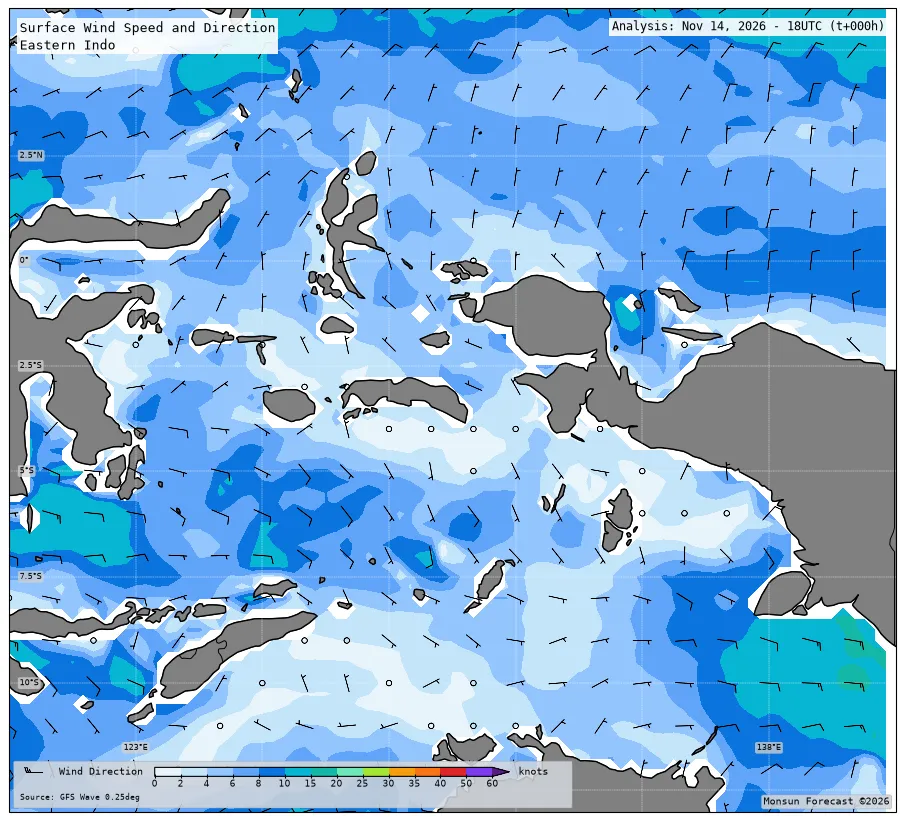 Surface Wind Speed and Direction
Eastern Indo
Analysis: Nov 14, 2026 - 18UTC (t+000h)
2.5°N
0°
2.5°S
5°S
7.5°S
10°S
123°E
138°E
Wind Direction
0 2 4 6 8 10 15 20 25 30 35 40 50 60
knots
Source: GFS Wave 0.25deg
Monsun Forecast ©2026